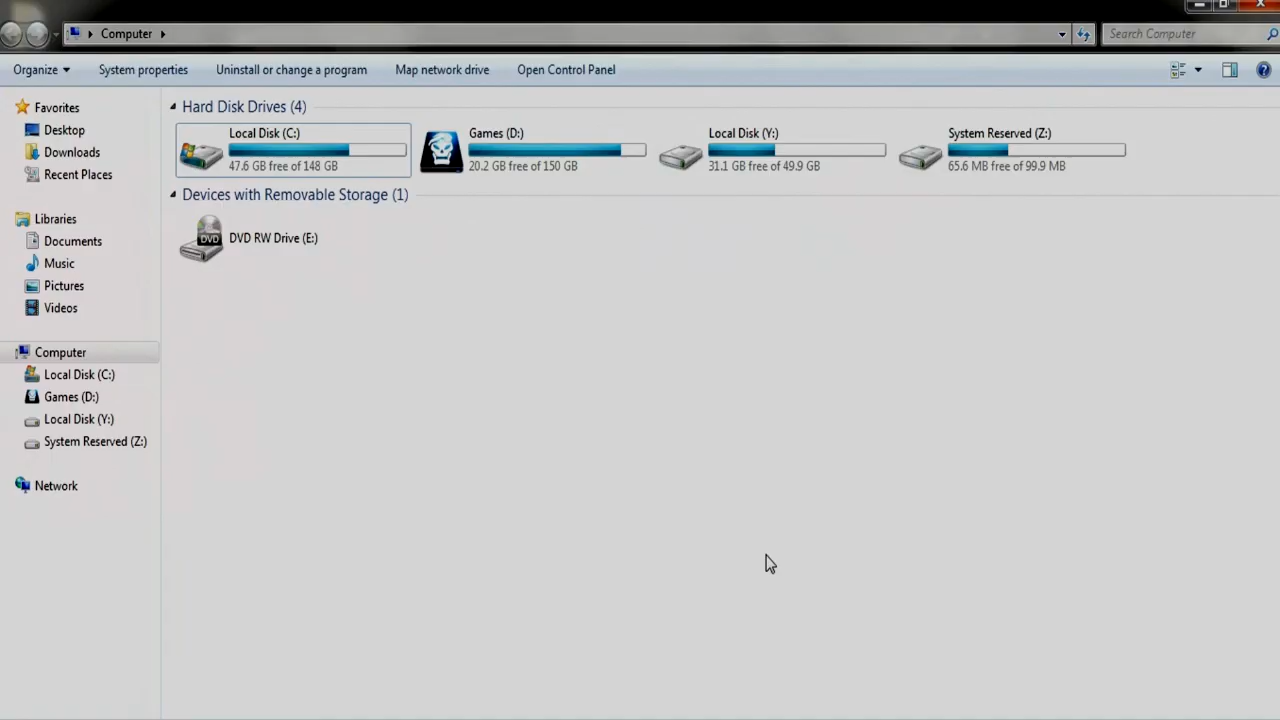 Computer
Search Computer
Organize
System properties
Uninstall or change a program
Map network drive
Open Control Panel
Favorites
Desktop
Downloads
Recent Places
Libraries
Documents
Music
Pictures
Videos
Computer
Local Disk (C:)
Games (D:)
Local Disk (Y:)
System Reserved (Z:)
Network
Hard Disk Drives (4)
Local Disk (C:)
47.6 GB free of 148 GB
Games (D:)
20.2 GB free of 150 GB
Local Disk (Y:)
31.1 GB free of 49.9 GB
System Reserved (Z:)
65.6 MB free of 99.9 MB
Devices with Removable Storage (1)
DVD
DVD RW Drive (E:)